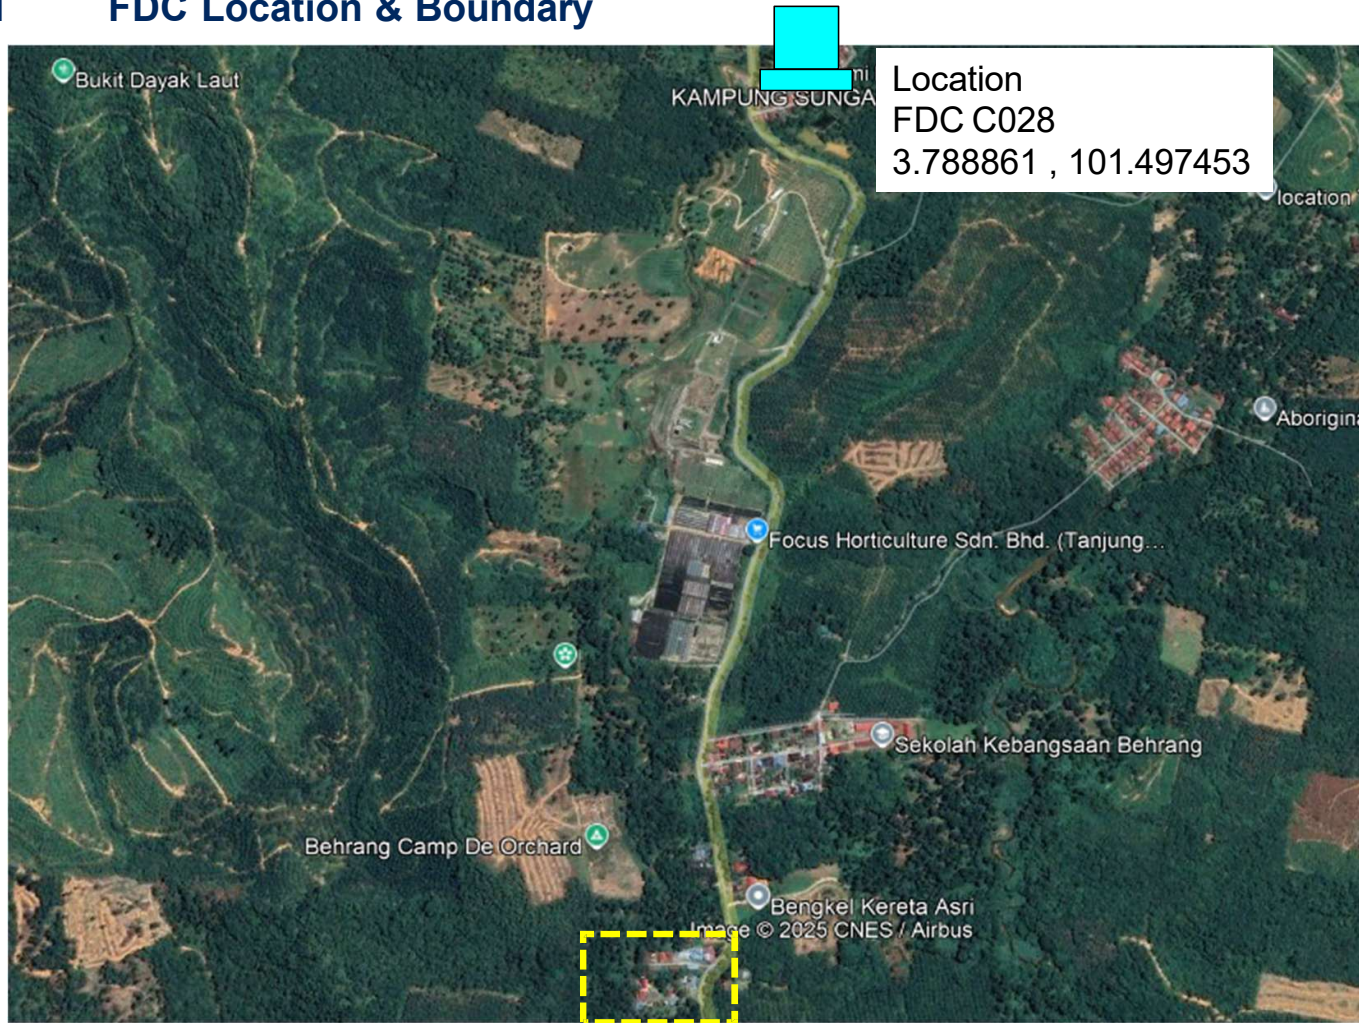 FDC Location & Boundary
Bukit Dayak Laut
KAMPUNG SUNGA
Location
FDC C028
3.788861 , 101.497453
location
Aborigina
Focus Horticulture Sdn. Bhd. (Tanjung...
Sekolah Kebangsaan Behrang
Behrang Camp De Orchard
Bengkel Kereta Asri
Image © 2025 CNES / Airbus